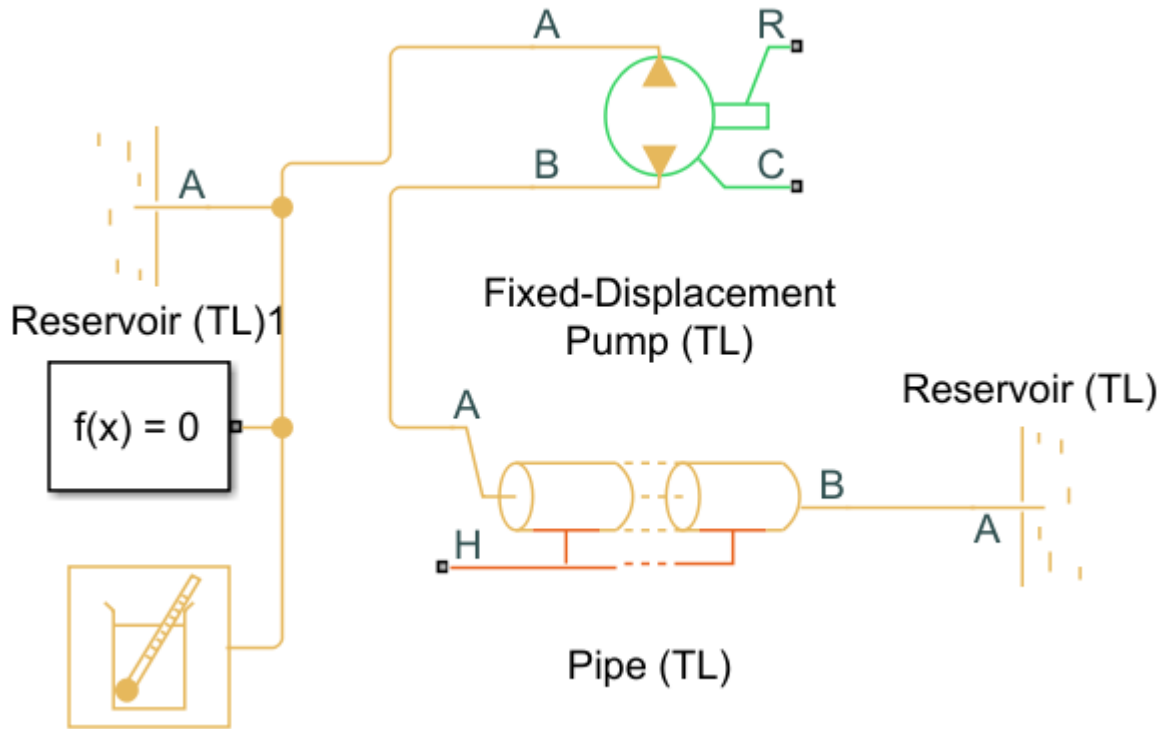 A
R
A
B
C
Reservoir (TL)1
Fixed-Displacement
Pump (TL)
f(x) = 0
Reservoir (TL)
A
B
A
H
Pipe (TL)